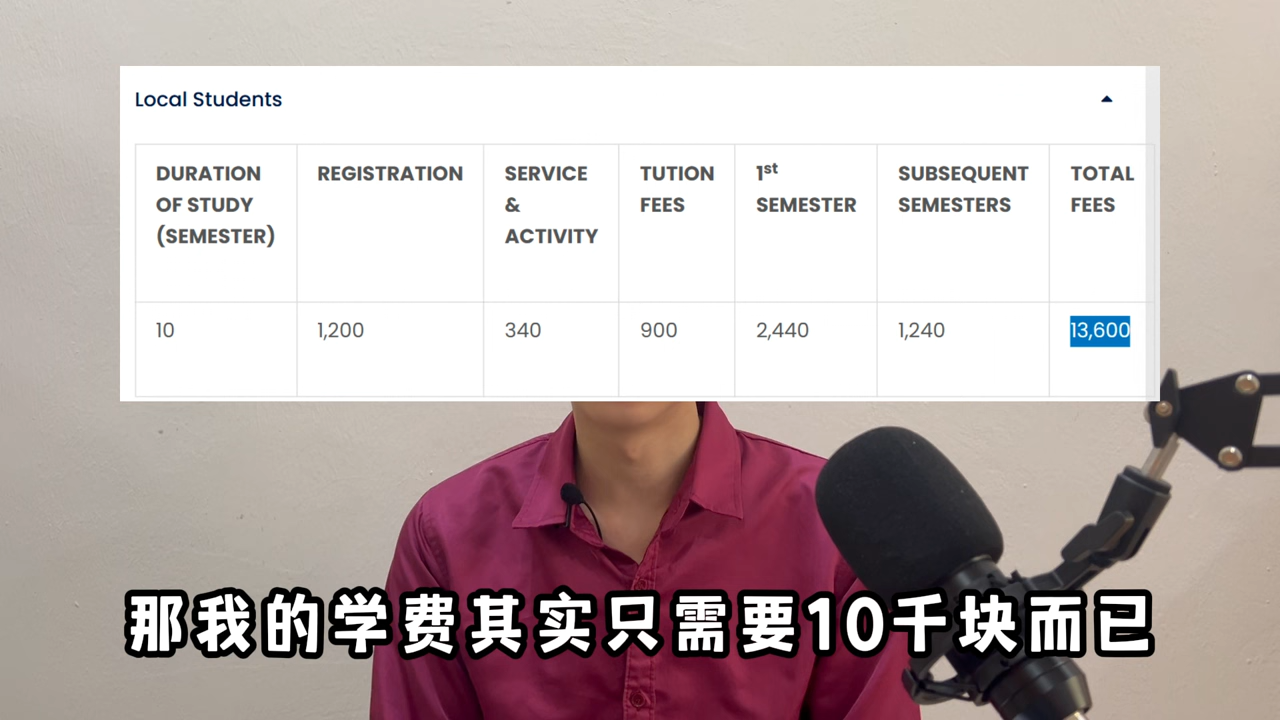 Local Students
DURATION OF STUDY (SEMESTER)
REGISTRATION
SERVICE & ACTIVITY
TUTION FEES
1st SEMESTER
SUBSEQUENT SEMESTERS
TOTAL FEES
10
1,200
340
900
2,440
1,240
13,600
那我的学费其实只需要10千块而已